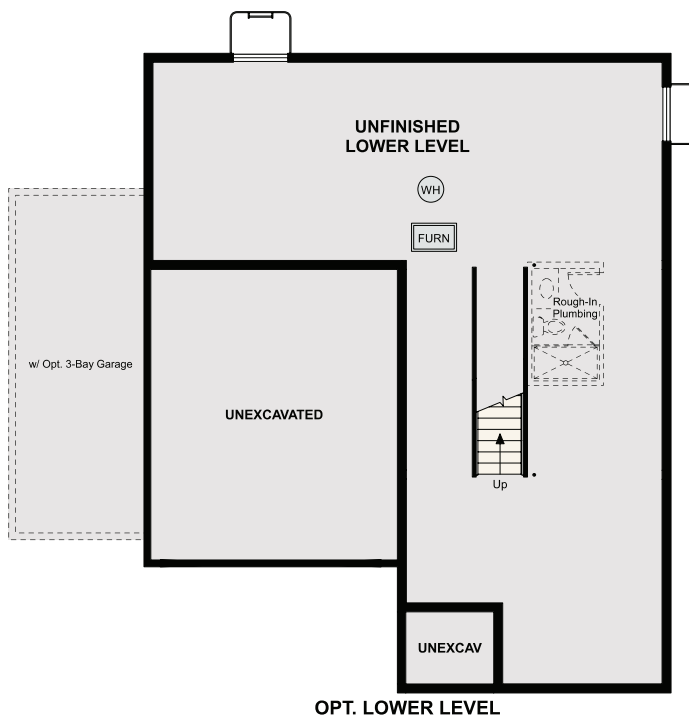 UNFINISHED
LOWER LEVEL
WH
FURN
Rough-In
Plumbing
w/ Opt. 3-Bay Garage
UNEXCAVATED
Up
UNEXCAV
OPT. LOWER LEVEL